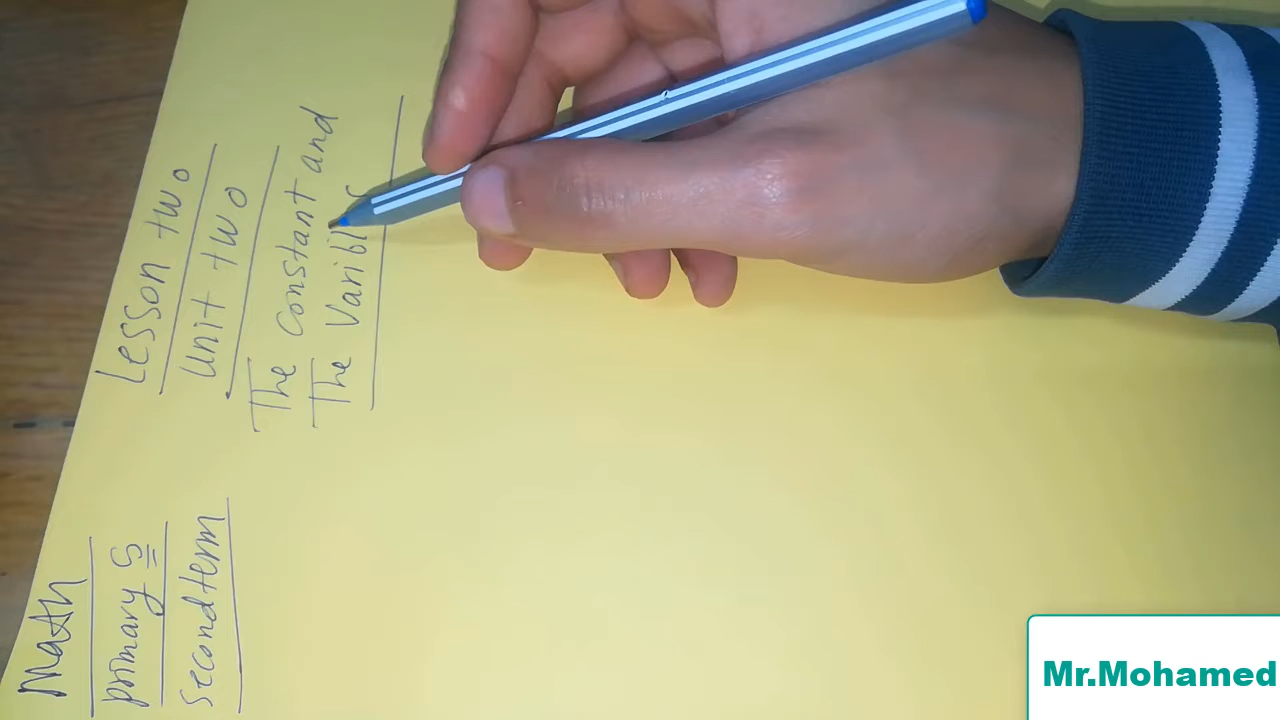 Math
primary 5
second term
Lesson two
unit two
The Constant and
The
Mr.Mohamed